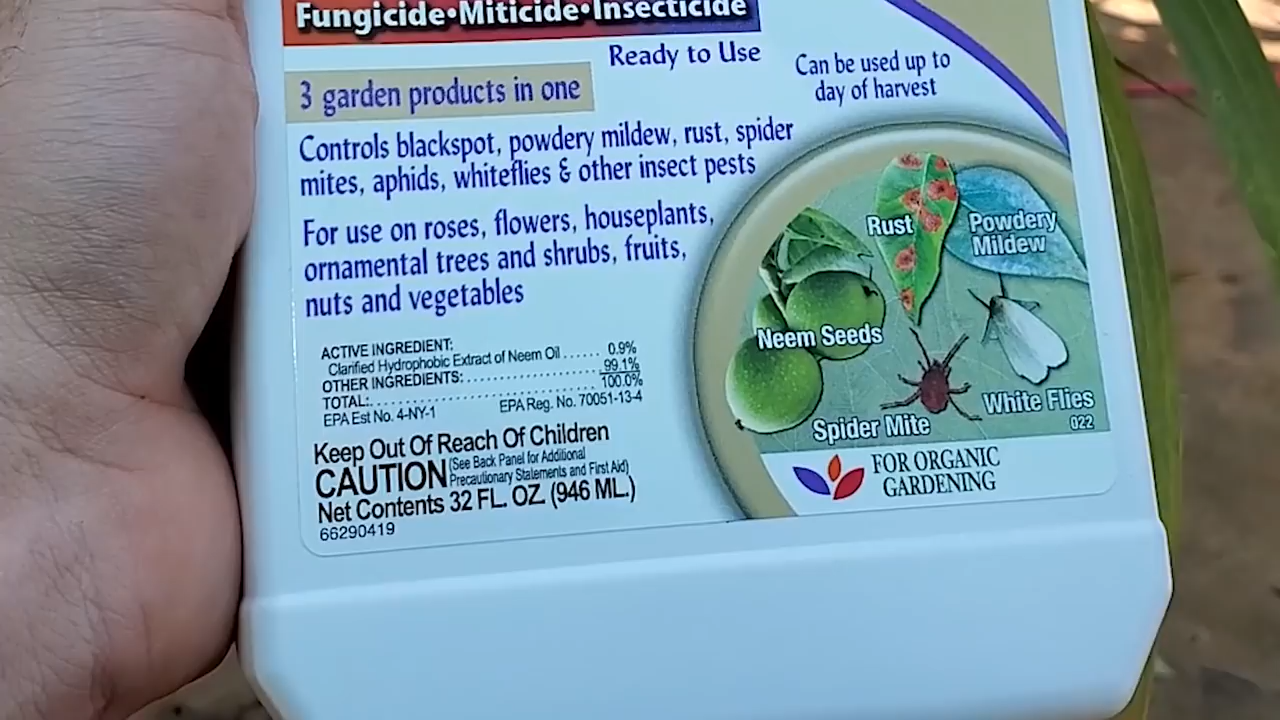 Fungicide•Miticide•Insecticide
Ready to Use
3 garden products in one
Can be used up to
day of harvest
Controls blackspot, powdery mildew, rust, spider
mites, aphids, whiteflies & other insect pests
For use on roses, flowers, houseplants,
ornamental trees and shrubs, fruits,
nuts and vegetables
Rust
Powdery
Mildew
Neem Seeds
White Flies
Spider Mite
022
ACTIVE INGREDIENT:
Clarified Hydrophobic Extract of Neem Oil ...... 0.9%
OTHER INGREDIENTS:........................ 99.1%
TOTAL:.................................... 100.0%
EPA Est No. 4-NY-1 EPA Reg. No. 70051-13-4
Keep Out Of Reach Of Children
CAUTION (See Back Panel for Additional
Precautionary Statements and First Aid)
Net Contents 32 FL. OZ. (946 ML.)
66290419
FOR ORGANIC
GARDENING